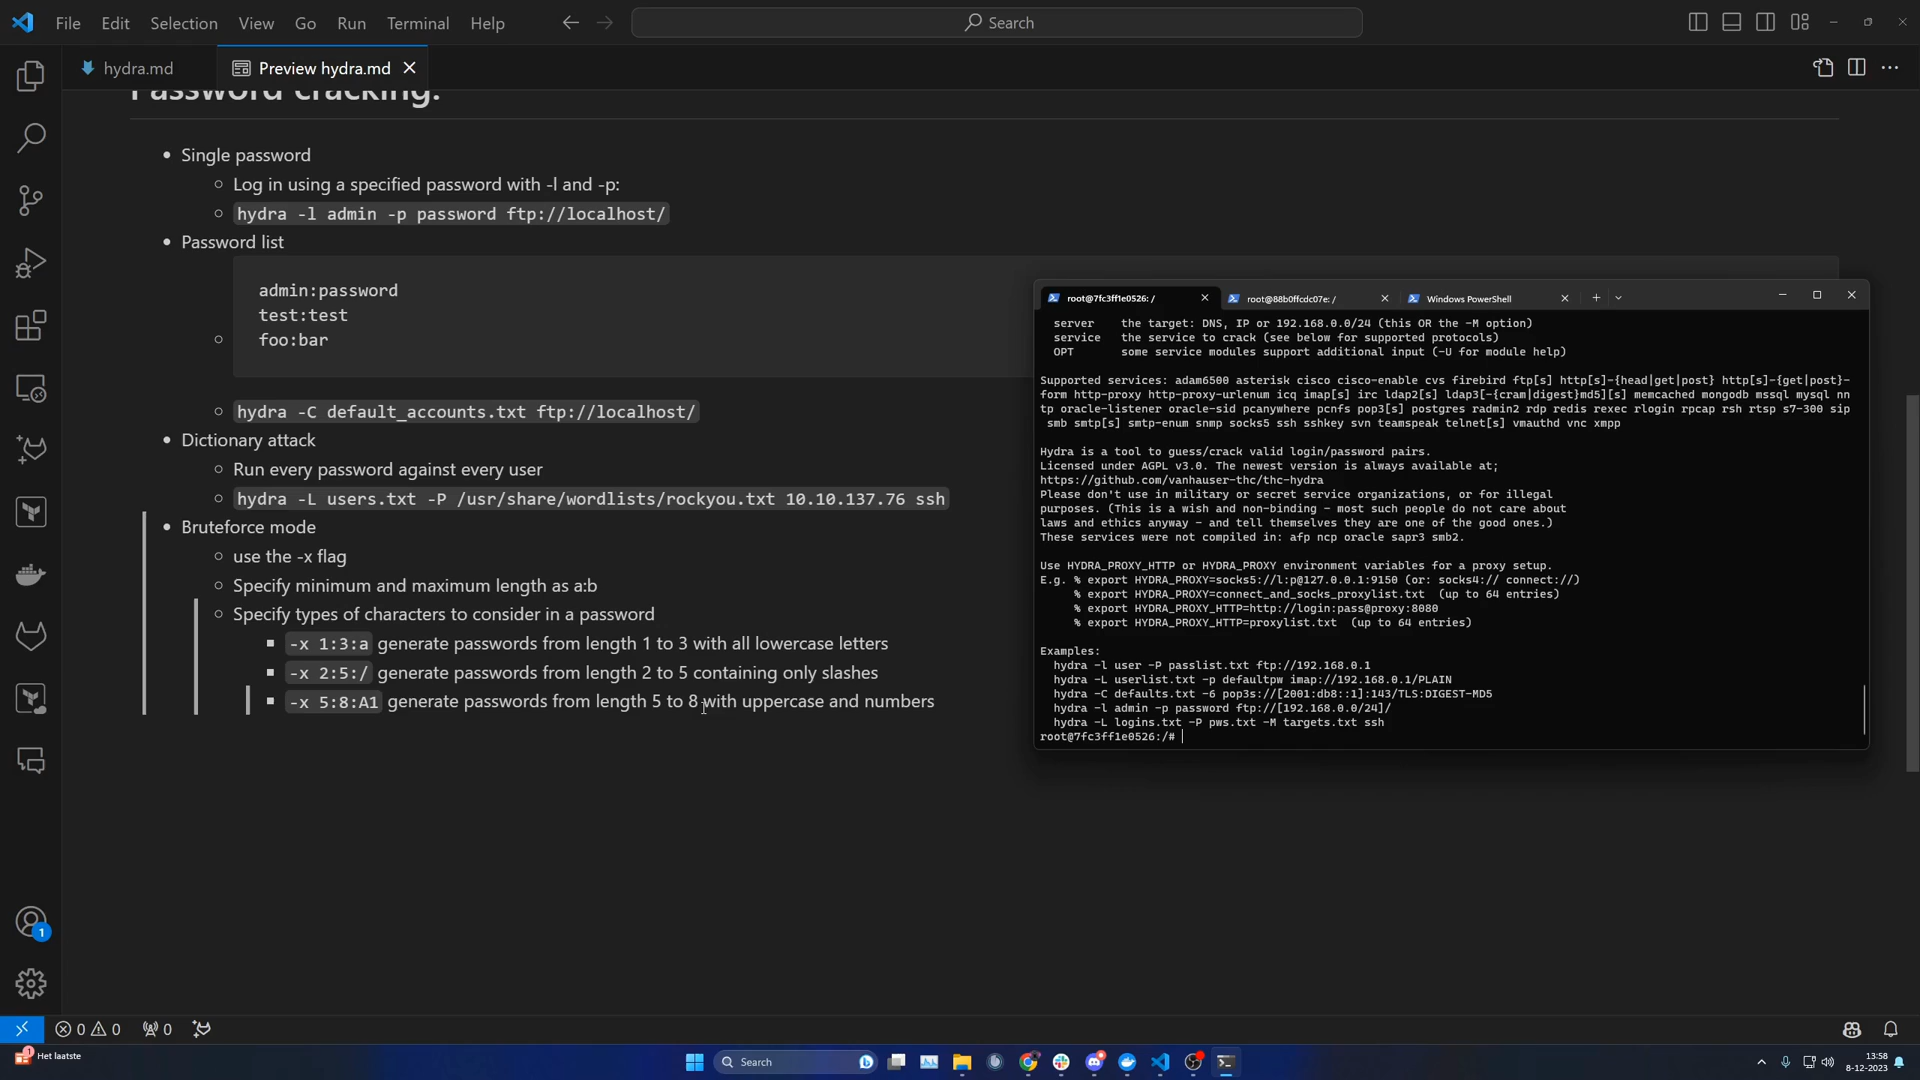 File Edit Selection View Go Run Terminal Help
Search
hydra.md
Preview hydra.md
Password cracking:
Single password
Log in using a specified password with -l and -p:
hydra -l admin -p password ftp://localhost/
Password list
admin:password
test:test
foo:bar
hydra -C default_accounts.txt ftp://localhost/
Dictionary attack
Run every password against every user
hydra -L users.txt -P /usr/share/wordlists/rockyou.txt 10.10.137.76 ssh
Bruteforce mode
use the -x flag
Specify minimum and maximum length as a:b
Specify types of characters to consider in a password
-x 1:3:a generate passwords from length 1 to 3 with all lowercase letters
-x 2:5:/ generate passwords from length 2 to 5 containing only slashes
-x 5:8:A1 generate passwords from length 5 to 8 with uppercase and numbers
root@7fc3ff1e0526: /
root@88b0ffcdc07e: /
Windows PowerShell
server the target: DNS, IP or 192.168.0.0/24 (this OR the -M option)
service the service to crack (see below for supported protocols)
OPT some service modules support additional input (-U for module help)
Supported services: adam6500 asterisk cisco cisco-enable cvs firebird ftp[s] http[s]-{head|get|post} http[s]-{get|post}-
form http-proxy http-proxy-urlenum icq imap[s] irc ldap2[s] ldap3[-{cram|digest}md5][s] memcached mongodb mssql mysql nn
tp oracle-listener oracle-sid pcanywhere pcnfs pop3[s] postgres radmin2 rdp redis rexec rlogin rpcap rsh rtsp s7-300 sip
smb smtp[s] smtp-enum snmp socks5 ssh sshkey svn teamspeak telnet[s] vmauthd vnc xmpp
Hydra is a tool to guess/crack valid login/password pairs.
Licensed under AGPL v3.0. The newest version is always available at;
https://github.com/vanhauser-thc/thc-hydra
Please don't use in military or secret service organizations, or for illegal
purposes. (This is a wish and non-binding - most such people do not care about
laws and ethics anyway - and tell themselves they are one of the good ones.)
These services were not compiled in: afp ncp oracle sapr3 smb2.
Use HYDRA_PROXY_HTTP or HYDRA_PROXY environment variables for a proxy setup.
E.g. % export HYDRA_PROXY=socks5://l:p@127.0.0.1:9150 (or: socks4:// connect://)
% export HYDRA_PROXY=connect_and_socks_proxylist.txt (up to 64 entries)
% export HYDRA_PROXY_HTTP=http://login:pass@proxy:8080
% export HYDRA_PROXY_HTTP=proxylist.txt (up to 64 entries)
Examples:
hydra -l user -P passlist.txt ftp://192.168.0.1
hydra -L userlist.txt -p defaultpw imap://192.168.0.1/PLAIN
hydra -C defaults.txt -6 pop3s://[2001:db8::1]:143/TLS:DIGEST-MD5
hydra -l admin -p password ftp://[192.168.0.0/24]/
hydra -L logins.txt -P pws.txt -M targets.txt ssh
root@7fc3ff1e0526:/#
1
0 0 0
1
Het laatste
Search
13:58
8-12-2023